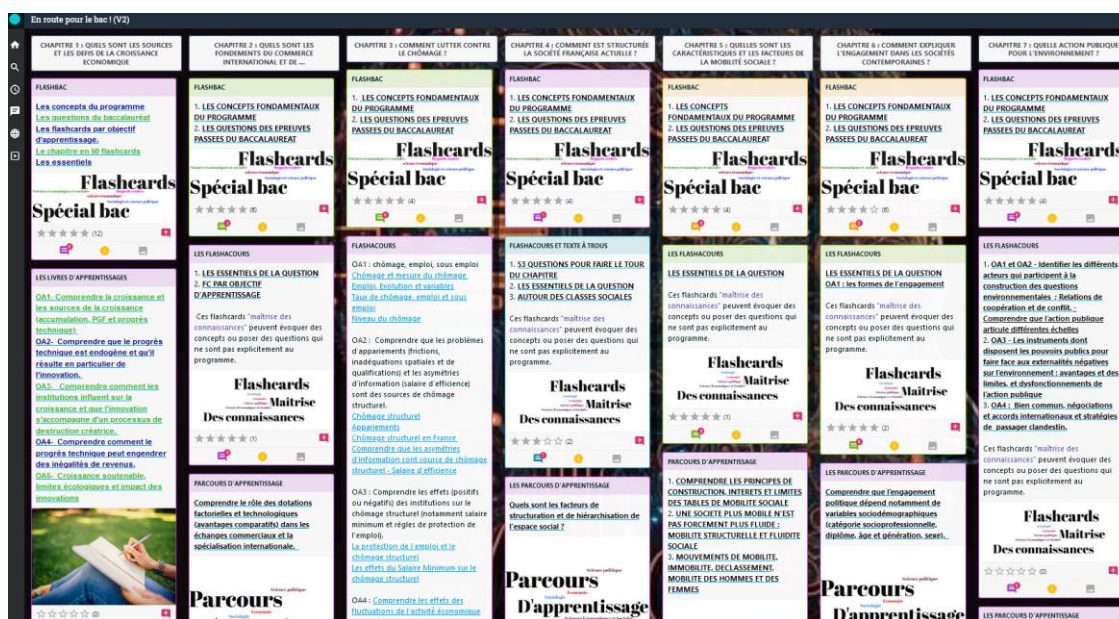 En route pour le bac ! (V2)
CHAPITRE 1 : QUELS SONT LES SOURCES
ET LES DEFIS DE LA CROISSANCE
ECONOMIQUE
FLASHBAC
Les concepts du programme
Les questions du baccalauréat
Les flashcards par objectif
d'apprentissage.
Le chapitre en 50 flashcards
Les essentiels
Flashcards
Spécial bac
(12)
LES LIVRES D'APPRENTISSAGES
OA1- Comprendre la croissance et
les sources de la croissance
(accumulation, PGF et progrès
technique)
OA2- Comprendre que le progrès
technique est endogène et qu'il
résulte en particulier de
l'innovation.
OA3- Comprendre comment les
institutions influent sur la
croissance et que l'innovation
s'accompagne d'un processus de
destruction créatrice.
OA4- Comprendre comment le
progrès technique peut engendrer
des inégalités de revenus.
OA5- Croissance soutenable,
limites écologiques et impact des
innovations
(0)
CHAPITRE 2 : QUELS SONT LES
FONDEMENTS DU COMMERCE
INTERNATIONAL ET DE ...
FLASHBAC
1. LES CONCEPTS FONDAMENTAUX
DU PROGRAMME
2. LES QUESTIONS DES EPREUVES
PASSEES DU BACCALAUREAT
Flashcards
Spécial bac
(6)
LES FLASHCOURS
1. LES ESSENTIELS DE LA QUESTION
2. FC PAR OBJECTIF
D'APPRENTISSAGE
Ces flashcards "maîtrise des
connaissances" peuvent évoquer des
concepts ou poser des questions qui
ne sont pas explicitement au
programme.
Flashcards
Maîtrise
Des connaissances
(1)
PARCOURS D'APPRENTISSAGE
Comprendre le rôle des dotations
factorielles et technologiques
(avantages comparatifs) dans les
échanges commerciaux et la
spécialisation internationale.
Science politique
Parcours
CHAPITRE 3 : COMMENT LUTTER CONTRE
LE CHÔMAGE ?
FLASHBAC
1. LES CONCEPTS FONDAMENTAUX
DU PROGRAMME
2. LES QUESTIONS DES EPREUVES
PASSEES DU BACCALAUREAT
Flashcards
Spécial bac
(4)
FLASHACOURS
OA1 : chômage, emploi, sous emploi
Chômage et mesure du chômage
Emploi, Evolution et variables
Taux de chômage, emploi et sous
emploi
Niveau du chômage
OA2 : Comprendre que les problèmes
d'appariements (frictions,
inadéquations spatiales et de
qualifications) et les asymétries
d'information (salaire d'efficience)
sont des sources de chômage
structurel.
Chômage structurel
Appariements
Chômage structurel en France
Comprendre que les asymétries
d'information sont source de chômage
structurel - Salaire d'efficience
OA3 : Comprendre les effets (positifs
ou négatifs) des institutions sur le
chômage structurel (notamment salaire
minimum et règles de protection de
l'emploi).
La protection de l'emploi et le
chômage structurel
Les effets du Salaire Minimum sur le
chômage structurel
OA4 : Comprendre les effets des
fluctuations de l'activité économique
CHAPITRE 4 : COMMENT EST STRUCTURÉE
LA SOCIÉTÉ FRANÇAISE ACTUELLE ?
FLASHBAC
1. LES CONCEPTS FONDAMENTAUX
DU PROGRAMME
2. LES QUESTIONS DES EPREUVES
PASSEES DU BACCALAUREAT
Flashcards
Spécial bac
(4)
FLASHACOURS ET TEXTE À TROUS
1. 53 QUESTIONS POUR FAIRE LE TOUR
DU CHAPITRE
2. LES ESSENTIELS DE LA QUESTION
3. AUTOUR DES CLASSES SOCIALES
Ces flashcards "maîtrise des
connaissances" peuvent évoquer des
concepts ou poser des questions qui
ne sont pas explicitement au
programme.
Flashcards
Maîtrise
Des connaissances
(2)
LES PARCOURS D'APPRENTISSAGE
Quels sont les facteurs de
structuration et de hiérarchisation de
l'espace social ?
Science politique
Parcours
D'apprentissage
CHAPITRE 5 : QUELLES SONT LES
CARACTÉRISTIQUES ET LES FACTEURS DE
LA MOBILITÉ SOCIALE ?
FLASHBAC
1. LES CONCEPTS
FONDAMENTAUX DU PROGRAMME
2. LES QUESTIONS DES EPREUVES
PASSEES DU BACCALAUREAT
Flashcards
Spécial bac
(4)
LES FLASHCOURS
LES ESSENTIELS DE LA QUESTION
Ces flashcards "maîtrise des
connaissances" peuvent évoquer des
concepts ou poser des questions qui
ne sont pas explicitement au
programme.
Flashcards
Maîtrise
Des connaissances
(1)
PARCOURS D'APPRENTISSAGE
1. COMPRENDRE LES PRINCIPES DE
CONSTRUCTION, INTERETS ET LIMITES
DES TABLES DE MOBILITE SOCIALE
2. UNE SOCIETE PLUS MOBILE N'EST
PAS FORCEMENT PLUS FLUIDE :
MOBILITE STRUCTURELLE ET FLUIDITE
SOCIALE
3. MOUVEMENTS DE MOBILITE,
IMMOBILITE, DECLASSEMENT,
MOBILITE DES HOMMES ET DES
FEMMES
CHAPITRE 6 : COMMENT EXPLIQUER
L'ENGAGEMENT DANS LES SOCIÉTÉS
CONTEMPORAINES ?
FLASHBAC
1. LES CONCEPTS FONDAMENTAUX
DU PROGRAMME
2. LES QUESTIONS DES EPREUVES
PASSEES DU BACCALAUREAT
Flashcards
Spécial bac
(6)
LES FLASHCOURS
LES ESSENTIELS DE LA QUESTION
OA1 : les formes de l'engagement
Ces flashcards "maîtrise des
connaissances" peuvent évoquer des
concepts ou poser des questions qui
ne sont pas explicitement au
programme.
Flashcards
Maîtrise
Des connaissances
(2)
LES PARCOURS D'APPRENTISSAGE
Comprendre que l'engagement
politique dépend notamment de
variables sociodémographiques
(catégorie socioprofessionnelle,
diplôme, âge et génération, sexe).
Science politique
Parcours
D'apprentissage
CHAPITRE 7 : QUELLE ACTION PUBLIQUE
POUR L'ENVIRONNEMENT ?
FLASHBAC
1. LES CONCEPTS FONDAMENTAUX
DU PROGRAMME
2. LES QUESTIONS DES EPREUVES
PASSEES DU BACCALAUREAT
Flashcards
Spécial bac
(4)
LES FLASHCOURS
1. OA1 et OA2 - Identifier les différents
acteurs qui participent à la
construction des questions
environnementales ; Relations de
coopération et de conflit. -
Comprendre que l'action publique
articule différentes échelles
2. OA3 - Les instruments dont
disposent les pouvoirs publics pour
faire face aux externalités négatives
sur l'environnement : avantages et des
limites, et dysfonctionnements de
l'action publique
3. OA4 : Bien commun, négociations
et accords internationaux et stratégies
de passager clandestin.
Ces flashcards "maîtrise des
connaissances" peuvent évoquer des
concepts ou poser des questions qui
ne sont pas explicitement au
programme.
Flashcards
Maîtrise
Des connaissances
(0)
LES PARCOURS D'APPRENTISSAGE